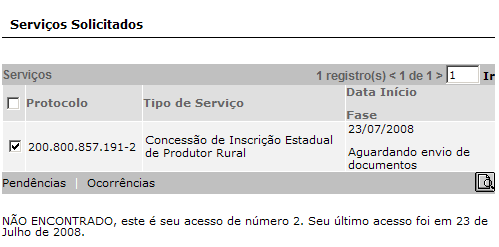 Serviços Solicitados
Serviços 1 registro(s) < 1 de 1 > 1 Ir
Protocolo Tipo de Serviço Data Início
Fase
200.800.857.191-2 Concessão de Inscrição Estadual de Produtor Rural 23/07/2008
Aguardando envio de documentos
Pendências | Ocorrências
NÃO ENCONTRADO, este é seu acesso de número 2. Seu último acesso foi em 23 de
Julho de 2008.